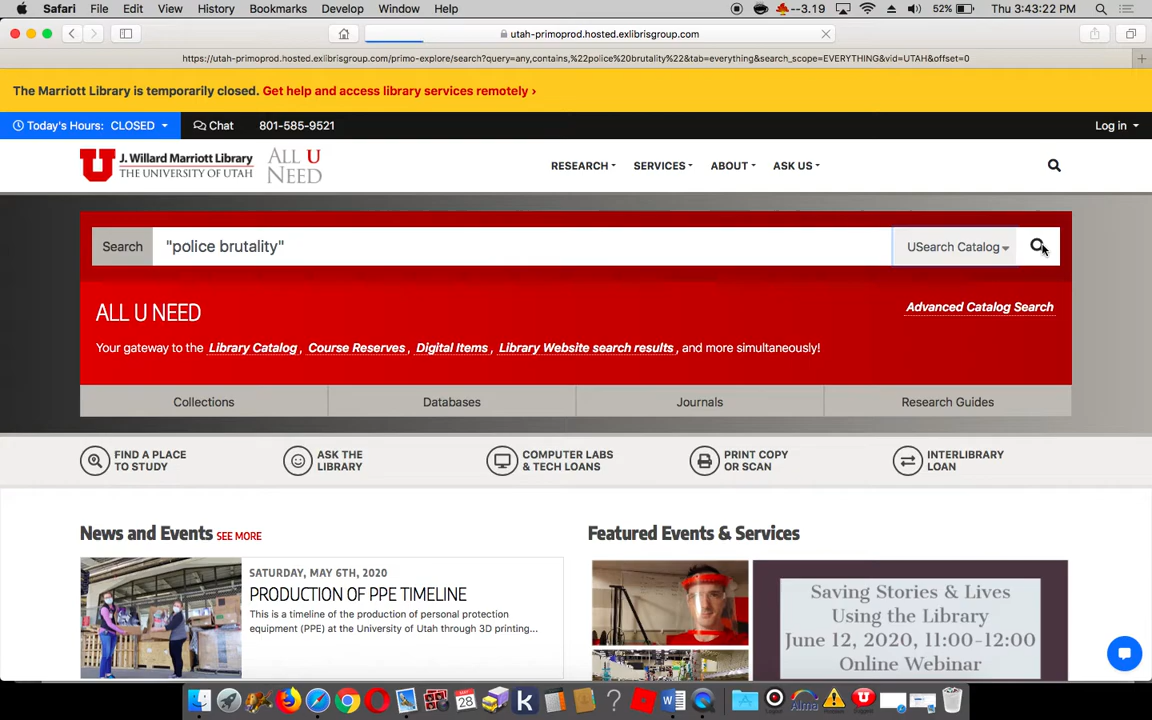 Safari File Edit View History Bookmarks Develop Window Help --3.19 52% Thu 3:43:22 PM
utah-primoprod.hosted.exlibrisgroup.com
https://utah-primoprod.hosted.exlibrisgroup.com/primo-explore/search?query=any,contains,%22police%20brutality%22&tab=everything&search_scope=EVERYTHING&vid=UTAH&offset=0
The Marriott Library is temporarily closed. Get help and access library services remotely ›
Today's Hours: CLOSED Chat 801-585-9521 Log in
J. Willard Marriott Library
THE UNIVERSITY OF UTAH
ALL U
NEED
RESEARCH SERVICES ABOUT ASK US
Search "police brutality" USearch Catalog
ALL U NEED
Advanced Catalog Search
Your gateway to the Library Catalog, Course Reserves, Digital Items, Library Website search results, and more simultaneously!
Collections Databases Journals Research Guides
FIND A PLACE
TO STUDY
ASK THE
LIBRARY
COMPUTER LABS
& TECH LOANS
PRINT COPY
OR SCAN
INTERLIBRARY
LOAN
News and Events SEE MORE
SATURDAY, MAY 6TH, 2020
PRODUCTION OF PPE TIMELINE
This is a timeline of the production of personal protection
equipment (PPE) at the University of Utah through 3D printing...
Featured Events & Services
Saving Stories & Lives
Using the Library
June 12, 2020, 11:00-12:00
Online Webinar